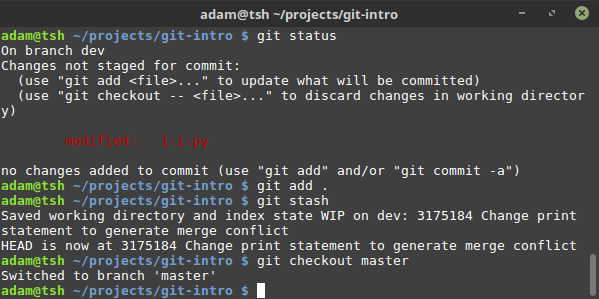 adam@tsh ~/projects/git-intro
adam@tsh ~/projects/git-intro $ git status
On branch dev
Changes not staged for commit:
  (use "git add <file>..." to update what will be committed)
  (use "git checkout -- <file>..." to discard changes in working director
y)
modified:
no changes added to commit (use "git add" and/or "git commit -a")
adam@tsh ~/projects/git-intro $ git add .
adam@tsh ~/projects/git-intro $ git stash
Saved working directory and index state WIP on dev: 3175184 Change print
statement to generate merge conflict
HEAD is now at 3175184 Change print statement to generate merge conflict
adam@tsh ~/projects/git-intro $ git checkout master
Switched to branch 'master'
adam@tsh ~/projects/git-intro $